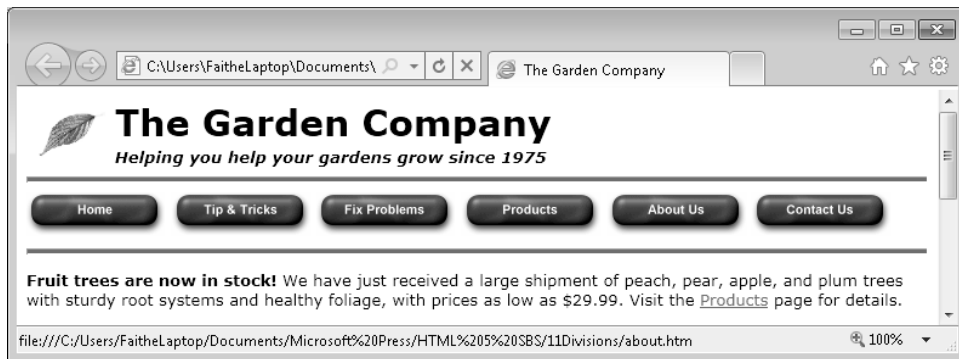 C:\Users\FaitheLaptop\Documents\
The Garden Company
The Garden Company
Helping you help your gardens grow since 1975
Home Tip & Tricks Fix Problems Products About Us Contact Us
Fruit trees are now in stock! We have just received a large shipment of peach, pear, apple, and plum trees
with sturdy root systems and healthy foliage, with prices as low as $29.99. Visit the Products page for details.
file:///C:/Users/FaitheLaptop/Documents/Microsoft%20Press/HTML%205%20SBS/11Divisions/about.htm
100%